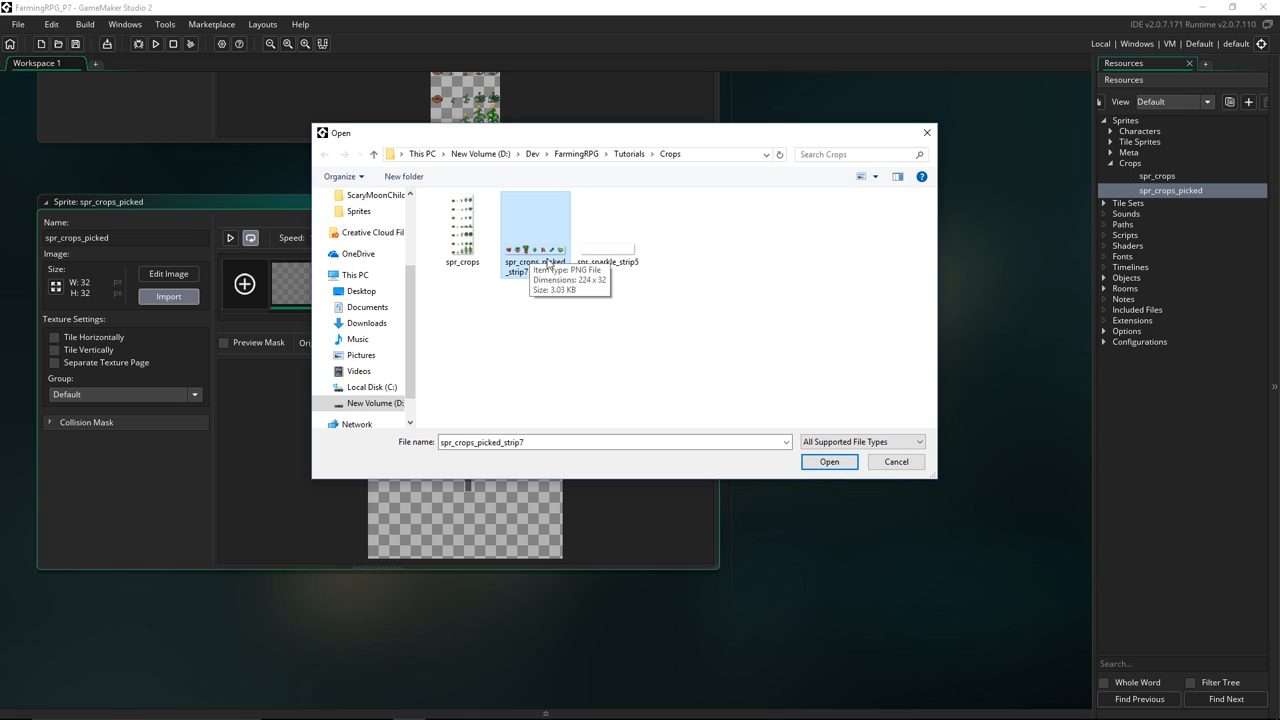 FarmingRPG_P7 - GameMaker Studio 2
File Edit Build Windows Tools Marketplace Layouts Help
IDE v2.0.7.171 Runtime v2.0.7.110
Local | Windows | VM | Default | default
Workspace 1
Resources
Resources
View Default
Sprites
Characters
Tile Sprites
Meta
Crops
spr_crops
spr_crops_picked
Tile Sets
Sounds
Paths
Scripts
Shaders
Fonts
Timelines
Objects
Rooms
Notes
Included Files
Extensions
Options
Configurations
Search...
Whole Word Filter Tree
Find Previous Find Next
Sprite: spr_crops_picked
Name:
spr_crops_picked
Image:
Size:
W: 32 px
H: 32 px
Edit Image
Import
Texture Settings:
Tile Horizontally
Tile Vertically
Separate Texture Page
Group:
Default
Collision Mask
Speed:
Preview Mask
Open
This PC > New Volume (D:) > Dev > FarmingRPG > Tutorials > Crops
Search Crops
Organize New folder
ScaryMoonChilc
Sprites
Creative Cloud Fil
OneDrive
This PC
Desktop
Documents
Downloads
Music
Pictures
Videos
Local Disk (C:)
New Volume (D:
Network
spr_crops
spr_crops_picked
_strip7
spr_sparkle_strip5
Item type: PNG File
Dimensions: 224 x 32
Size: 3.03 KB
File name: spr_crops_picked_strip7
All Supported File Types
Open Cancel